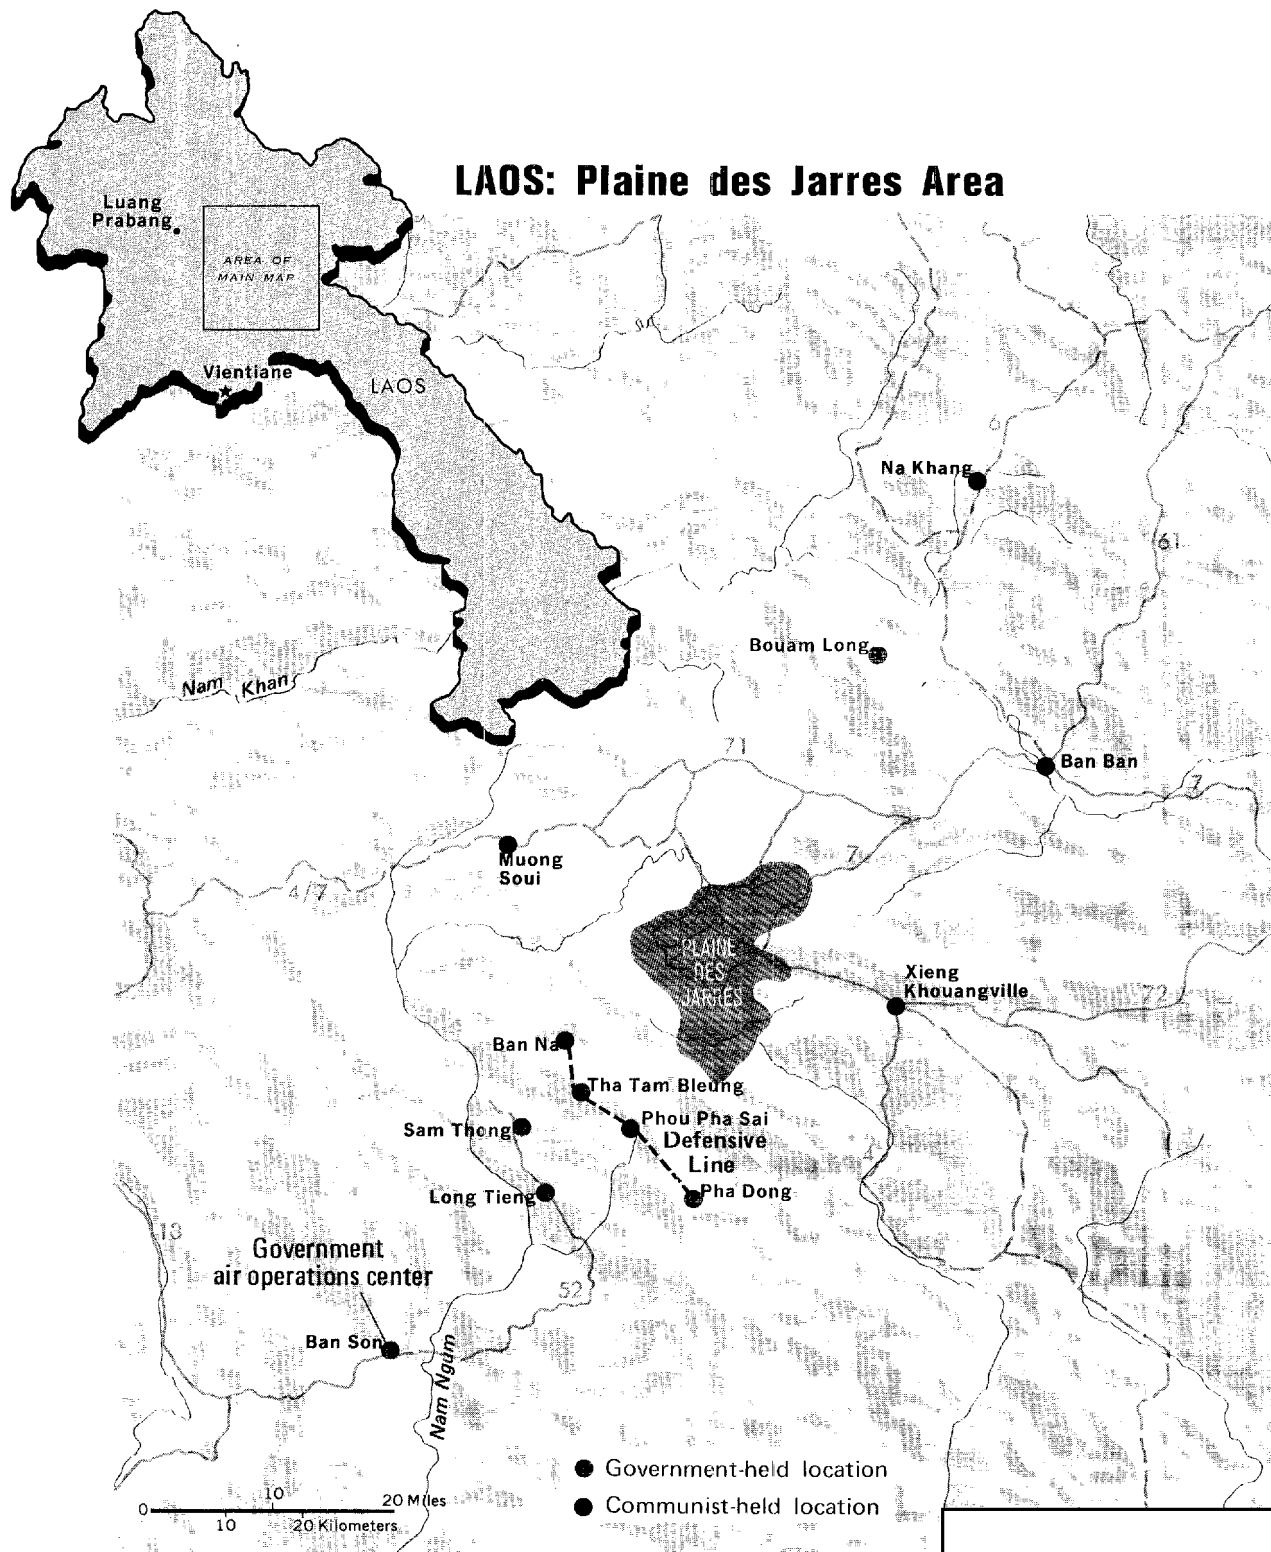 LAOS: Plaine des Jarres Area
Luang
Prabang
AREA OF
MAIN MAP
Vientiane
LAOS
6
Na Khang
61
Bouam Long
Nam Khan
71
Ban Ban
7
Muong
Soui
7
4/7
PLAINE
DES
JARRES
Xieng
Khouangville
72
Ban Na
Tha Tam Bleung
Phou Pha Sai
Sam Thong
Defensive
Line
Long Tieng
Pha Dong
13
Government
air operations center
52
Ban Son
Nam Ngum
Government-held location
Communist-held location
0 10 20 Miles
10 20 Kilometers